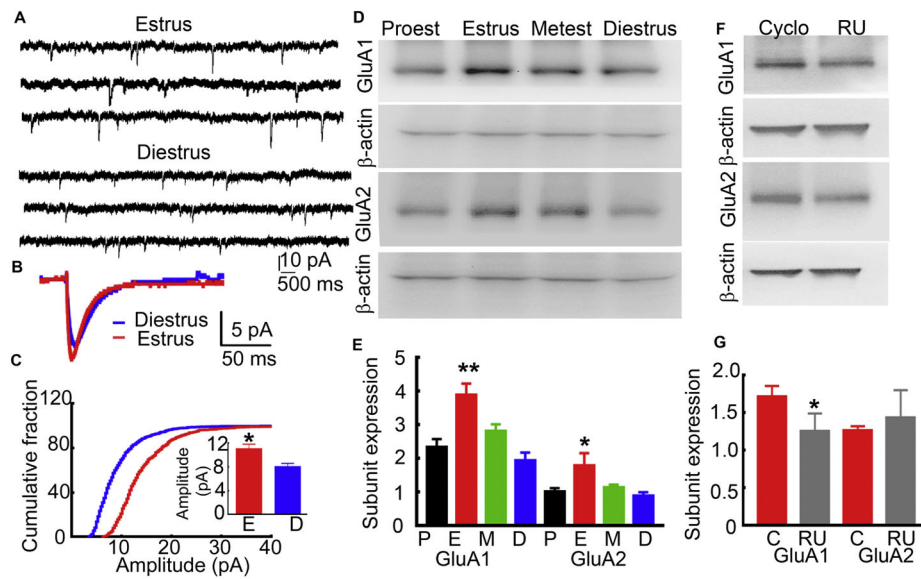 A
Estrus
Diestrus
10 pA
500 ms
B
Diestrus
Estrus
5 pA
50 ms
C
Cumulative fraction
120
80
40
0
10 20 30 40
Amplitude (pA)
Amplitude
(pA)
12
8
4
0
*
E D
D
Proest Estrus Metest Diestrus
GluA1
β-actin
GluA2
β-actin
E
Subunit expression
5
4
3
2
1
0
**
*
P E M D P E M D
GluA1 GluA2
F
Cyclo RU
GluA1
β-actin
GluA2
β-actin
G
Subunit expression
2.0
1.5
1.0
0.5
0.0
*
C RU C RU
GluA1 GluA2